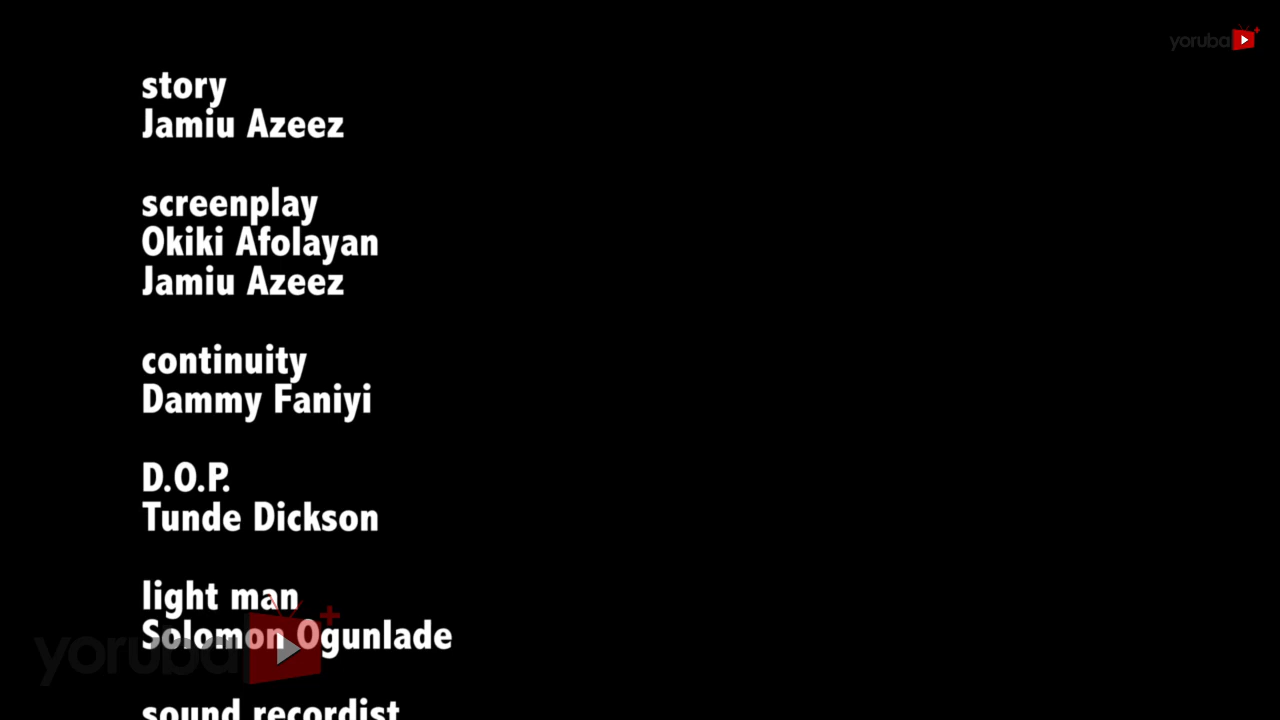 yoruba
story
Jamiu Azeez
screenplay
Okiki Afolayan
Jamiu Azeez
continuity
Dammy Faniyi
D.O.P.
Tunde Dickson
light man
Solomon Ogunlade
yoruba
sound recordist